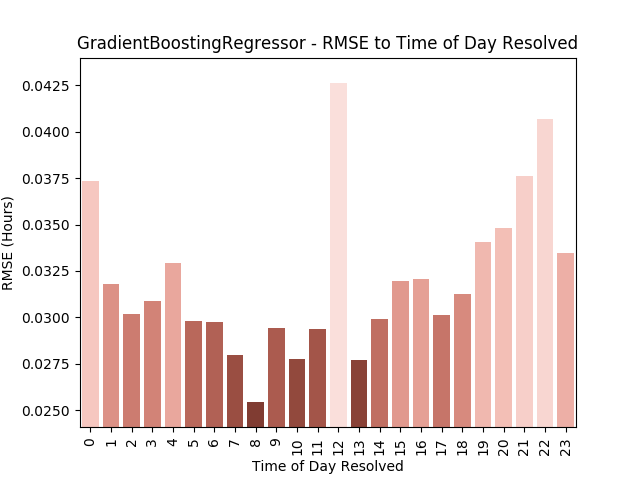 GradientBoostingRegressor - RMSE to Time of Day Resolved
RMSE (Hours)
0.0425
0.0400
0.0375
0.0350
0.0325
0.0300
0.0275
0.0250
0 1 2 3 4 5 6 7 8 9 10 11 12 13 14 15 16 17 18 19 20 21 22 23
Time of Day Resolved